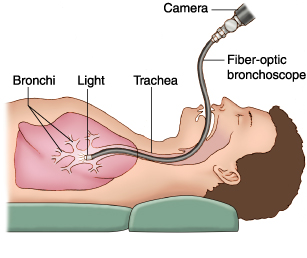 Camera
Fiber-optic
bronchoscope
Bronchi Light Trachea